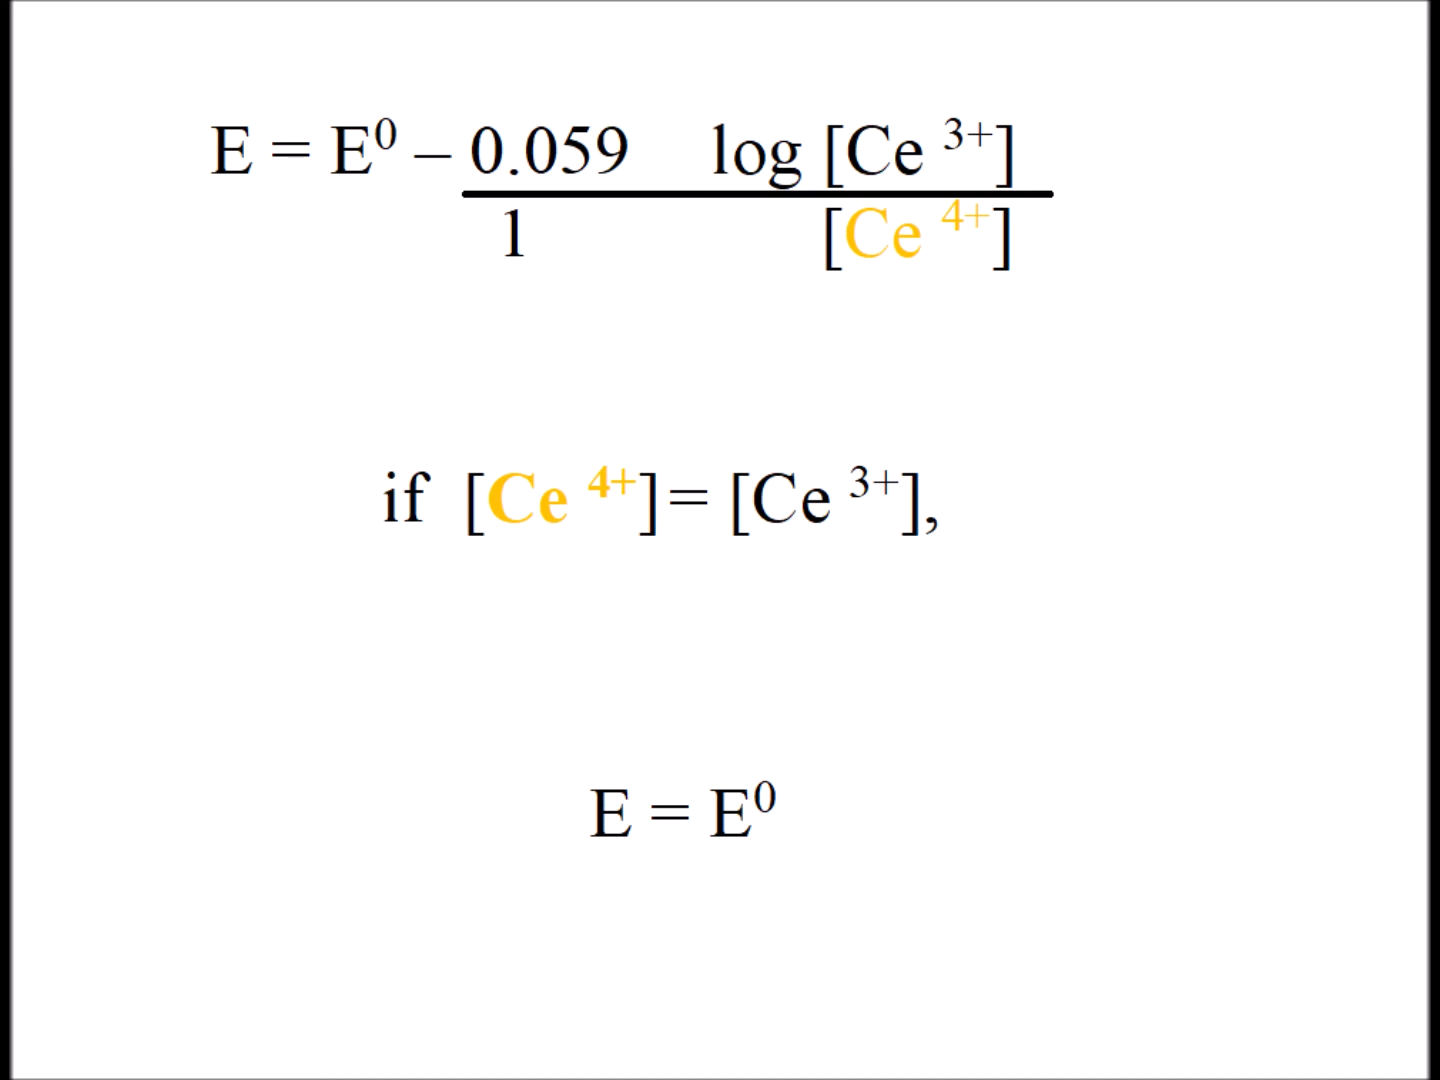 E = E⁰ – 0.059 log [Ce ³⁺]
1 [Ce ⁴⁺]
if [Ce ⁴⁺] = [Ce ³⁺],
E = E⁰